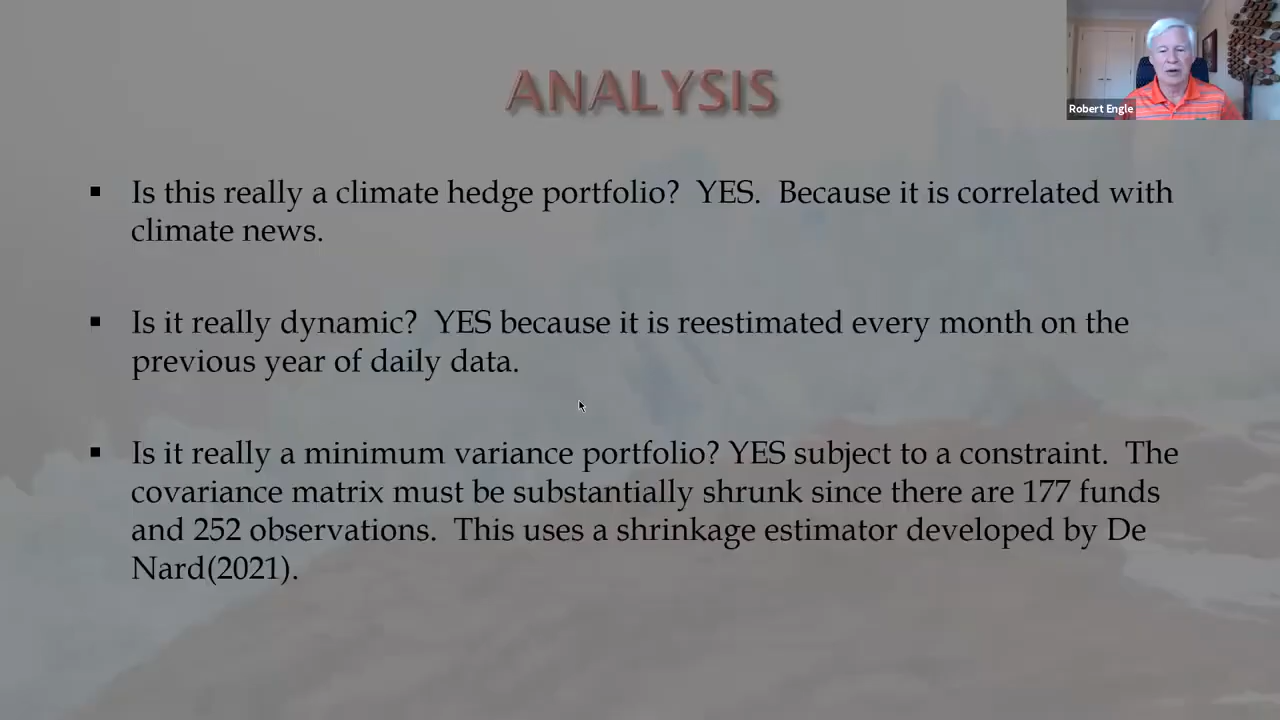 ANALYSIS
Robert Engle
▪ Is this really a climate hedge portfolio?  YES.  Because it is correlated with
climate news.
▪ Is it really dynamic?  YES because it is reestimated every month on the
previous year of daily data.
▪ Is it really a minimum variance portfolio? YES subject to a constraint.  The
covariance matrix must be substantially shrunk since there are 177 funds
and 252 observations.  This uses a shrinkage estimator developed by De
Nard(2021).